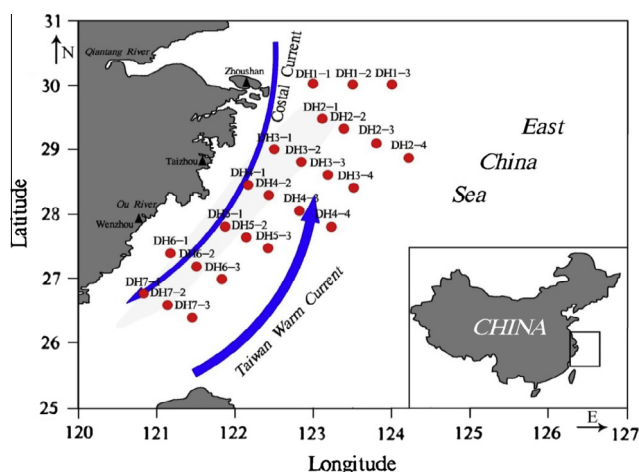 31
30
29
28
27
26
25
Latitude
N
Qiantang River
Zhoushan
Costal Current
DH1-1 DH1-2 DH1-3
DH2-1
DH2-2
DH2-3
DH2-4
East
China
Sea
DH3-1
DH3-2
DH3-3
DH3-4
Taizhou
DH4-1
DH4-2
DH4-3
DH4-4
Ou River
Wenzhou
DH5-1
DH5-2
DH5-3
DH6-1
DH6-2
DH6-3
DH7-1
DH7-2
DH7-3
Taiwan Warm Current
CHINA
E
120 121 122 123 124 125 126 127
Longitude